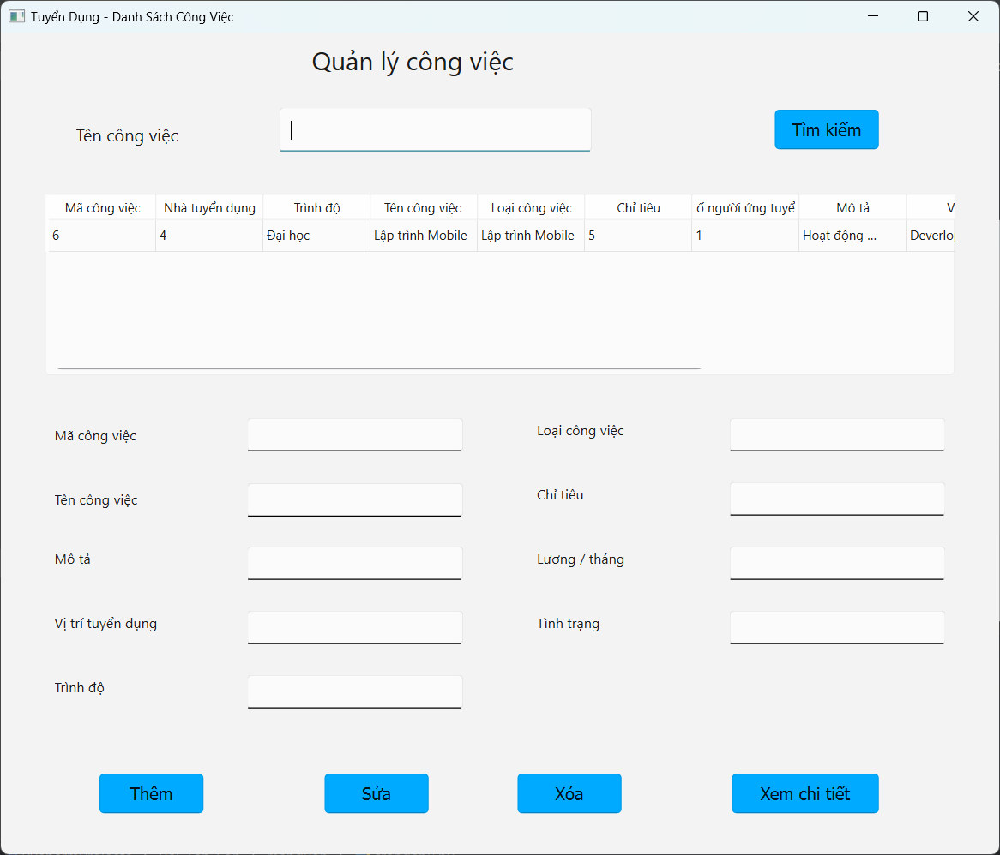 Tuyển Dụng - Danh Sách Công Việc
Quản lý công việc
Tên công việc
Tìm kiếm
Mã công việc Nhà tuyển dụng Trình độ Tên công việc Loại công việc Chỉ tiêu ố người ứng tuyể Mô tả V
6 4 Đại học Lập trình Mobile Lập trình Mobile 5 1 Hoạt động ... Deverlop
Mã công việc
Loại công việc
Tên công việc
Chỉ tiêu
Mô tả
Lương / tháng
Vị trí tuyển dụng
Tình trạng
Trình độ
Thêm Sửa Xóa Xem chi tiết